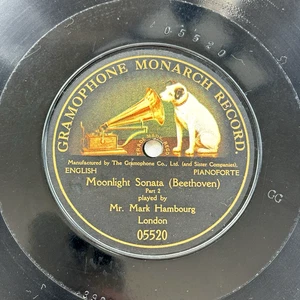 05520
GRAMOPHONE MONARCH RECORD.
Manufactured by The Gramophone Co., Ltd. (and Sister Companies).
ENGLISH PIANOFORTE
Moonlight Sonata (Beethoven)
Part 2
played by
Mr. Mark Hambourg
London
05520